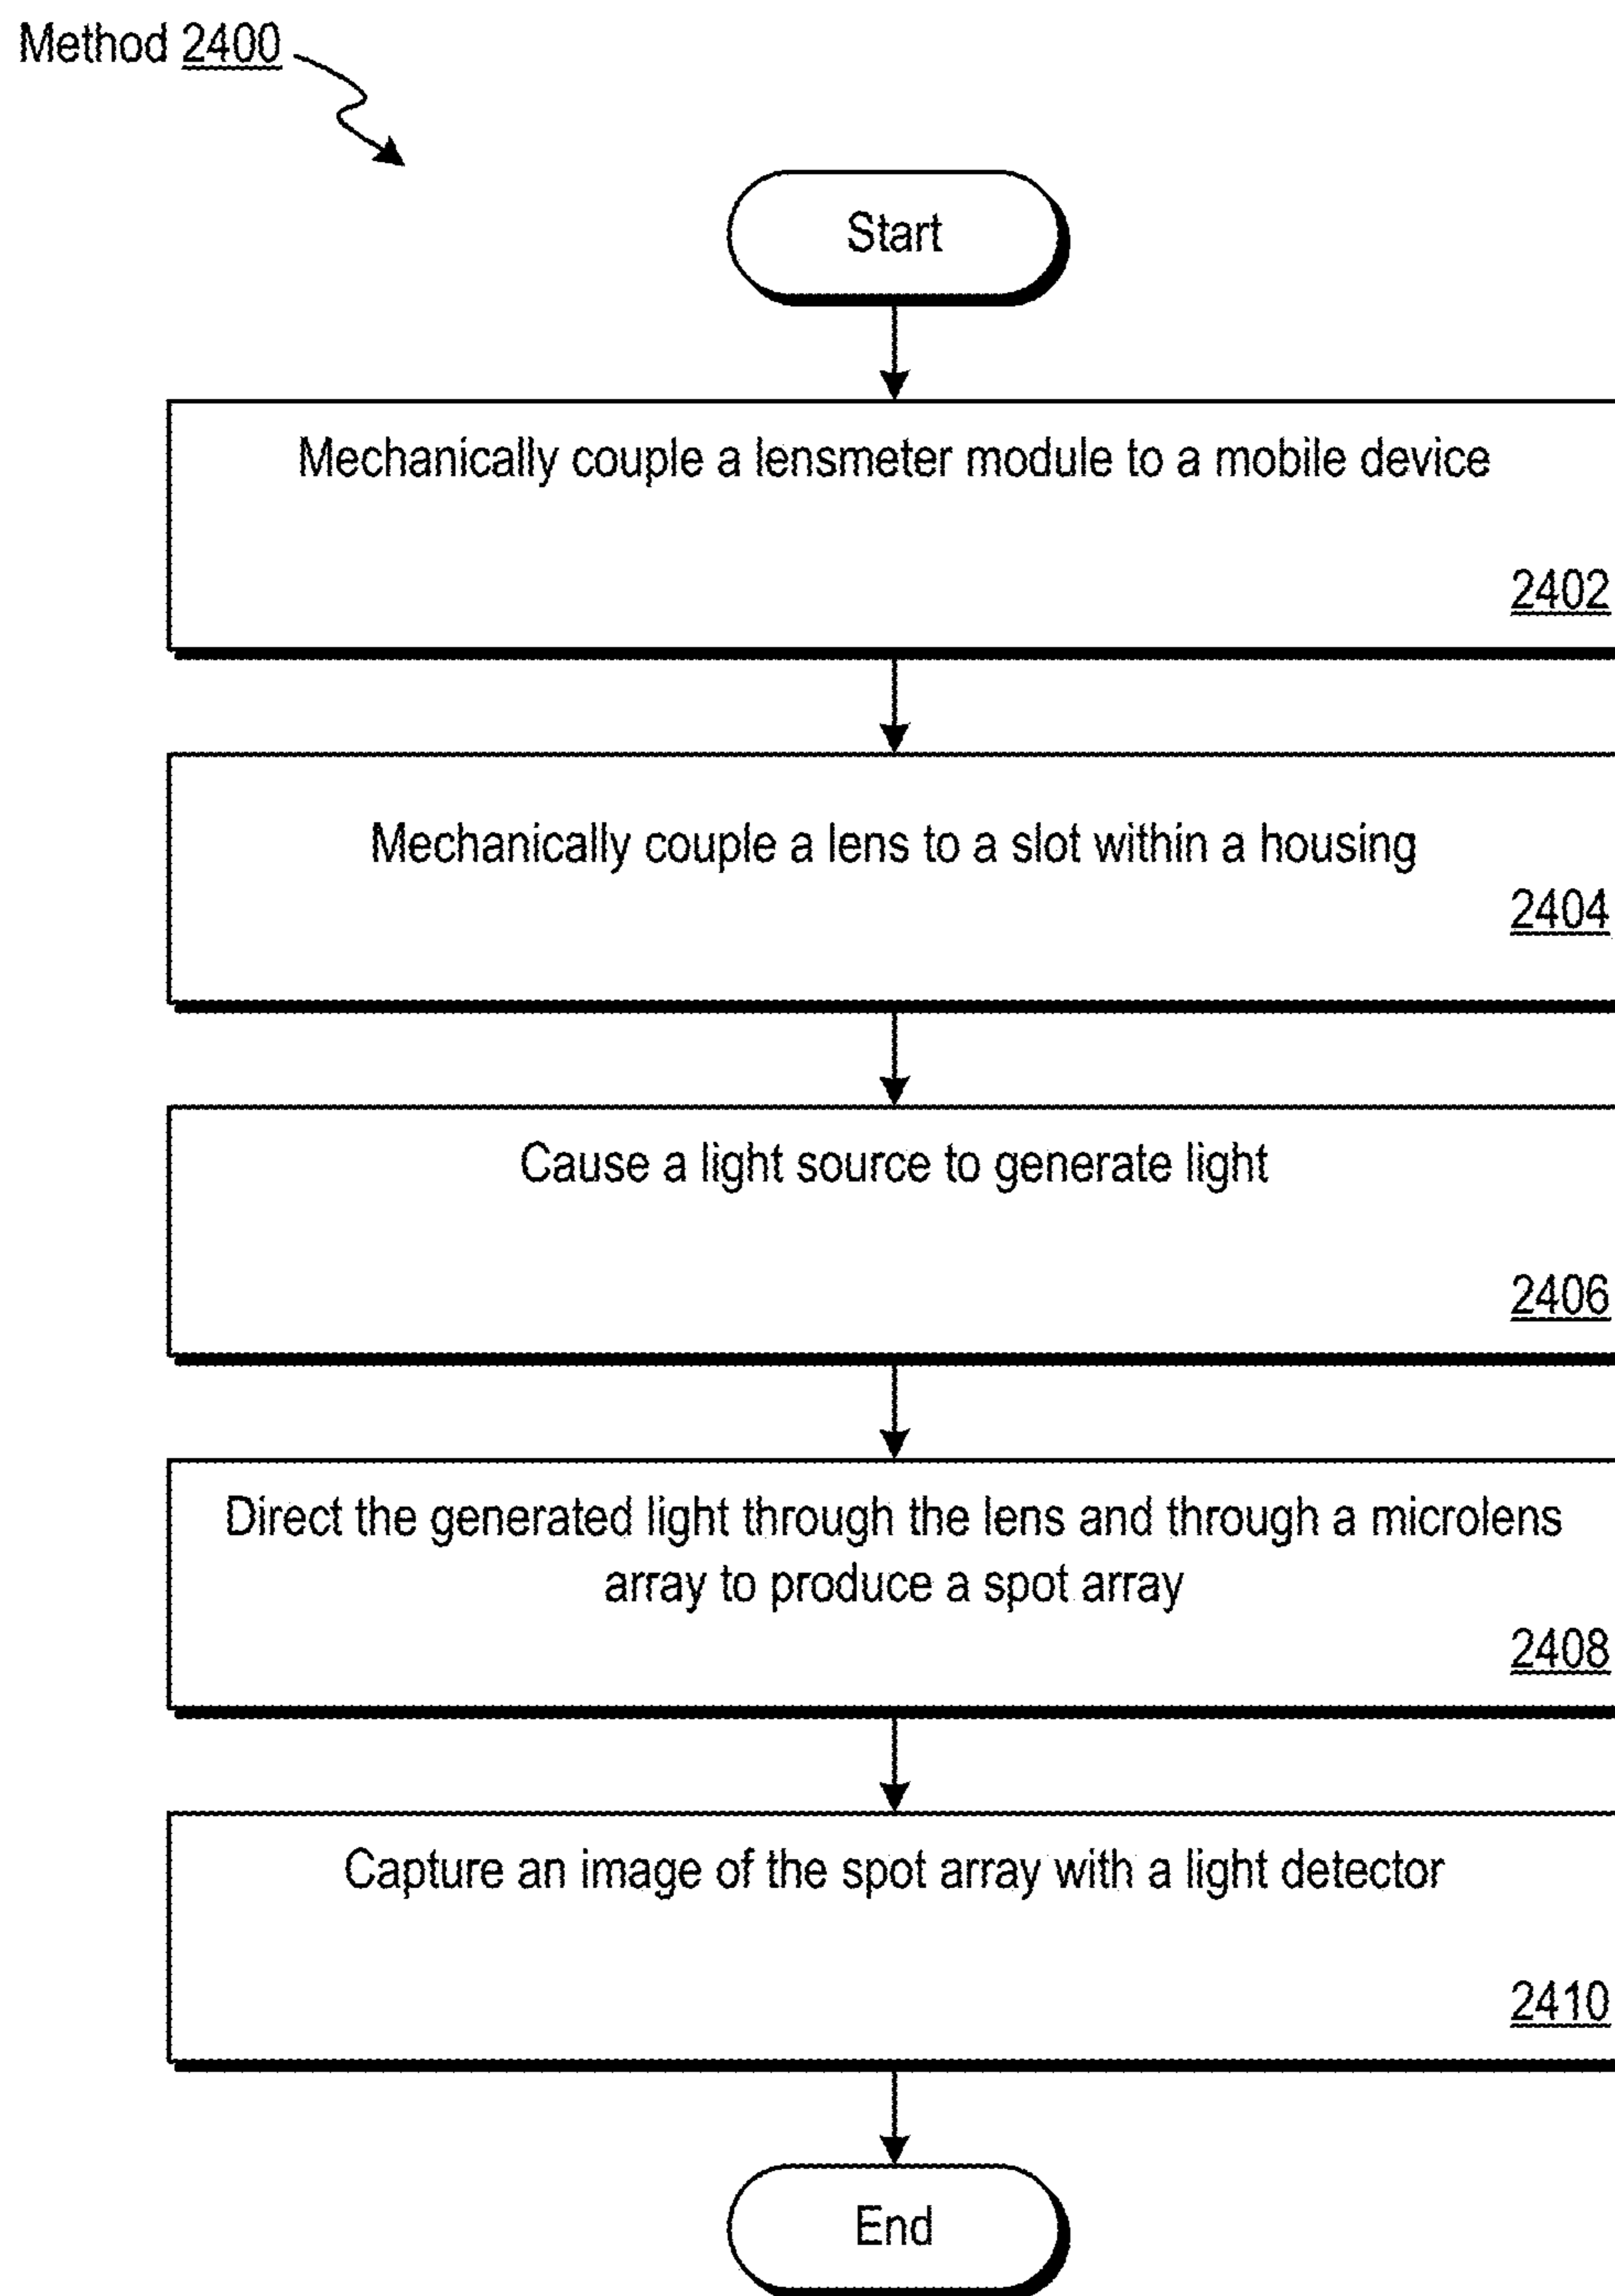 Method 2400
Start
Mechanically couple a lensmeter module to a mobile device
2402
Mechanically couple a lens to a slot within a housing
2404
Cause a light source to generate light
2406
Direct the generated light through the lens and through a microlens
array to produce a spot array
2408
Capture an image of the spot array with a light detector
2410
End